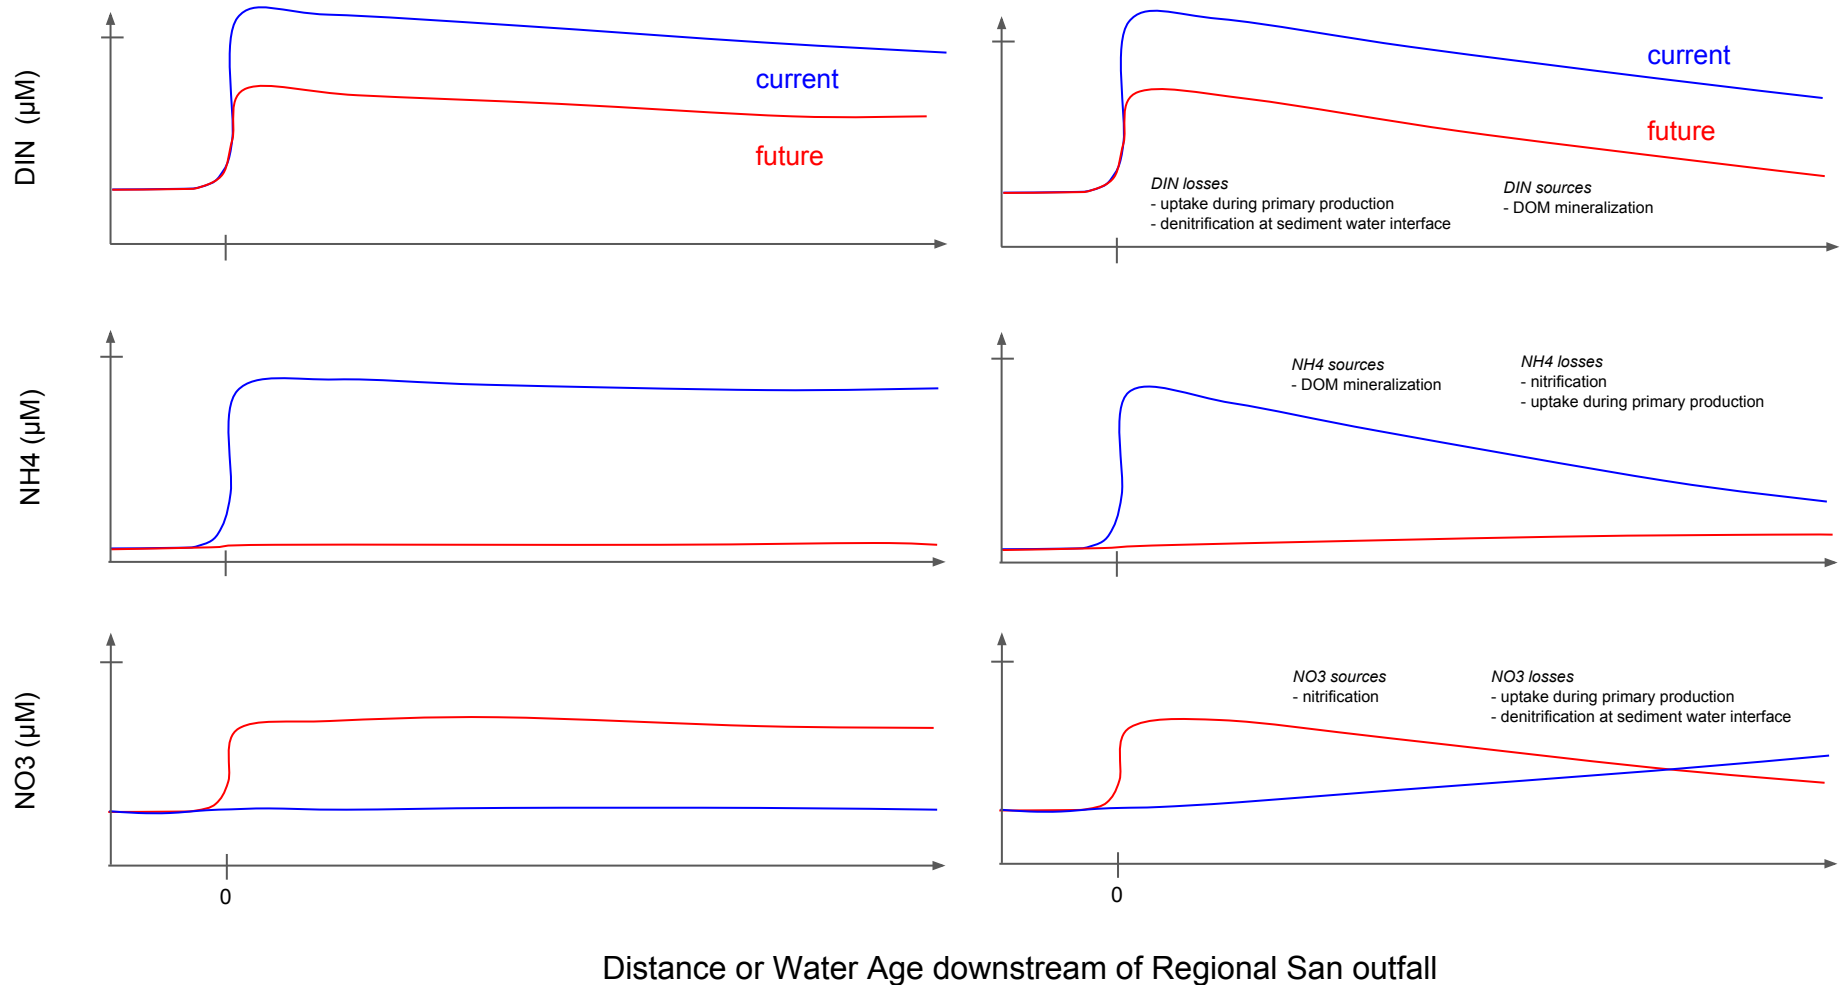 DIN (µM)
current
future
current
future
DIN losses
- uptake during primary production
- denitrification at sediment water interface
DIN sources
- DOM mineralization
NH4 (µM)
NH4 sources
- DOM mineralization
NH4 losses
- nitrification
- uptake during primary production
NO3 (µM)
0
NO3 sources
- nitrification
NO3 losses
- uptake during primary production
- denitrification at sediment water interface
0
Distance or Water Age downstream of Regional San outfall